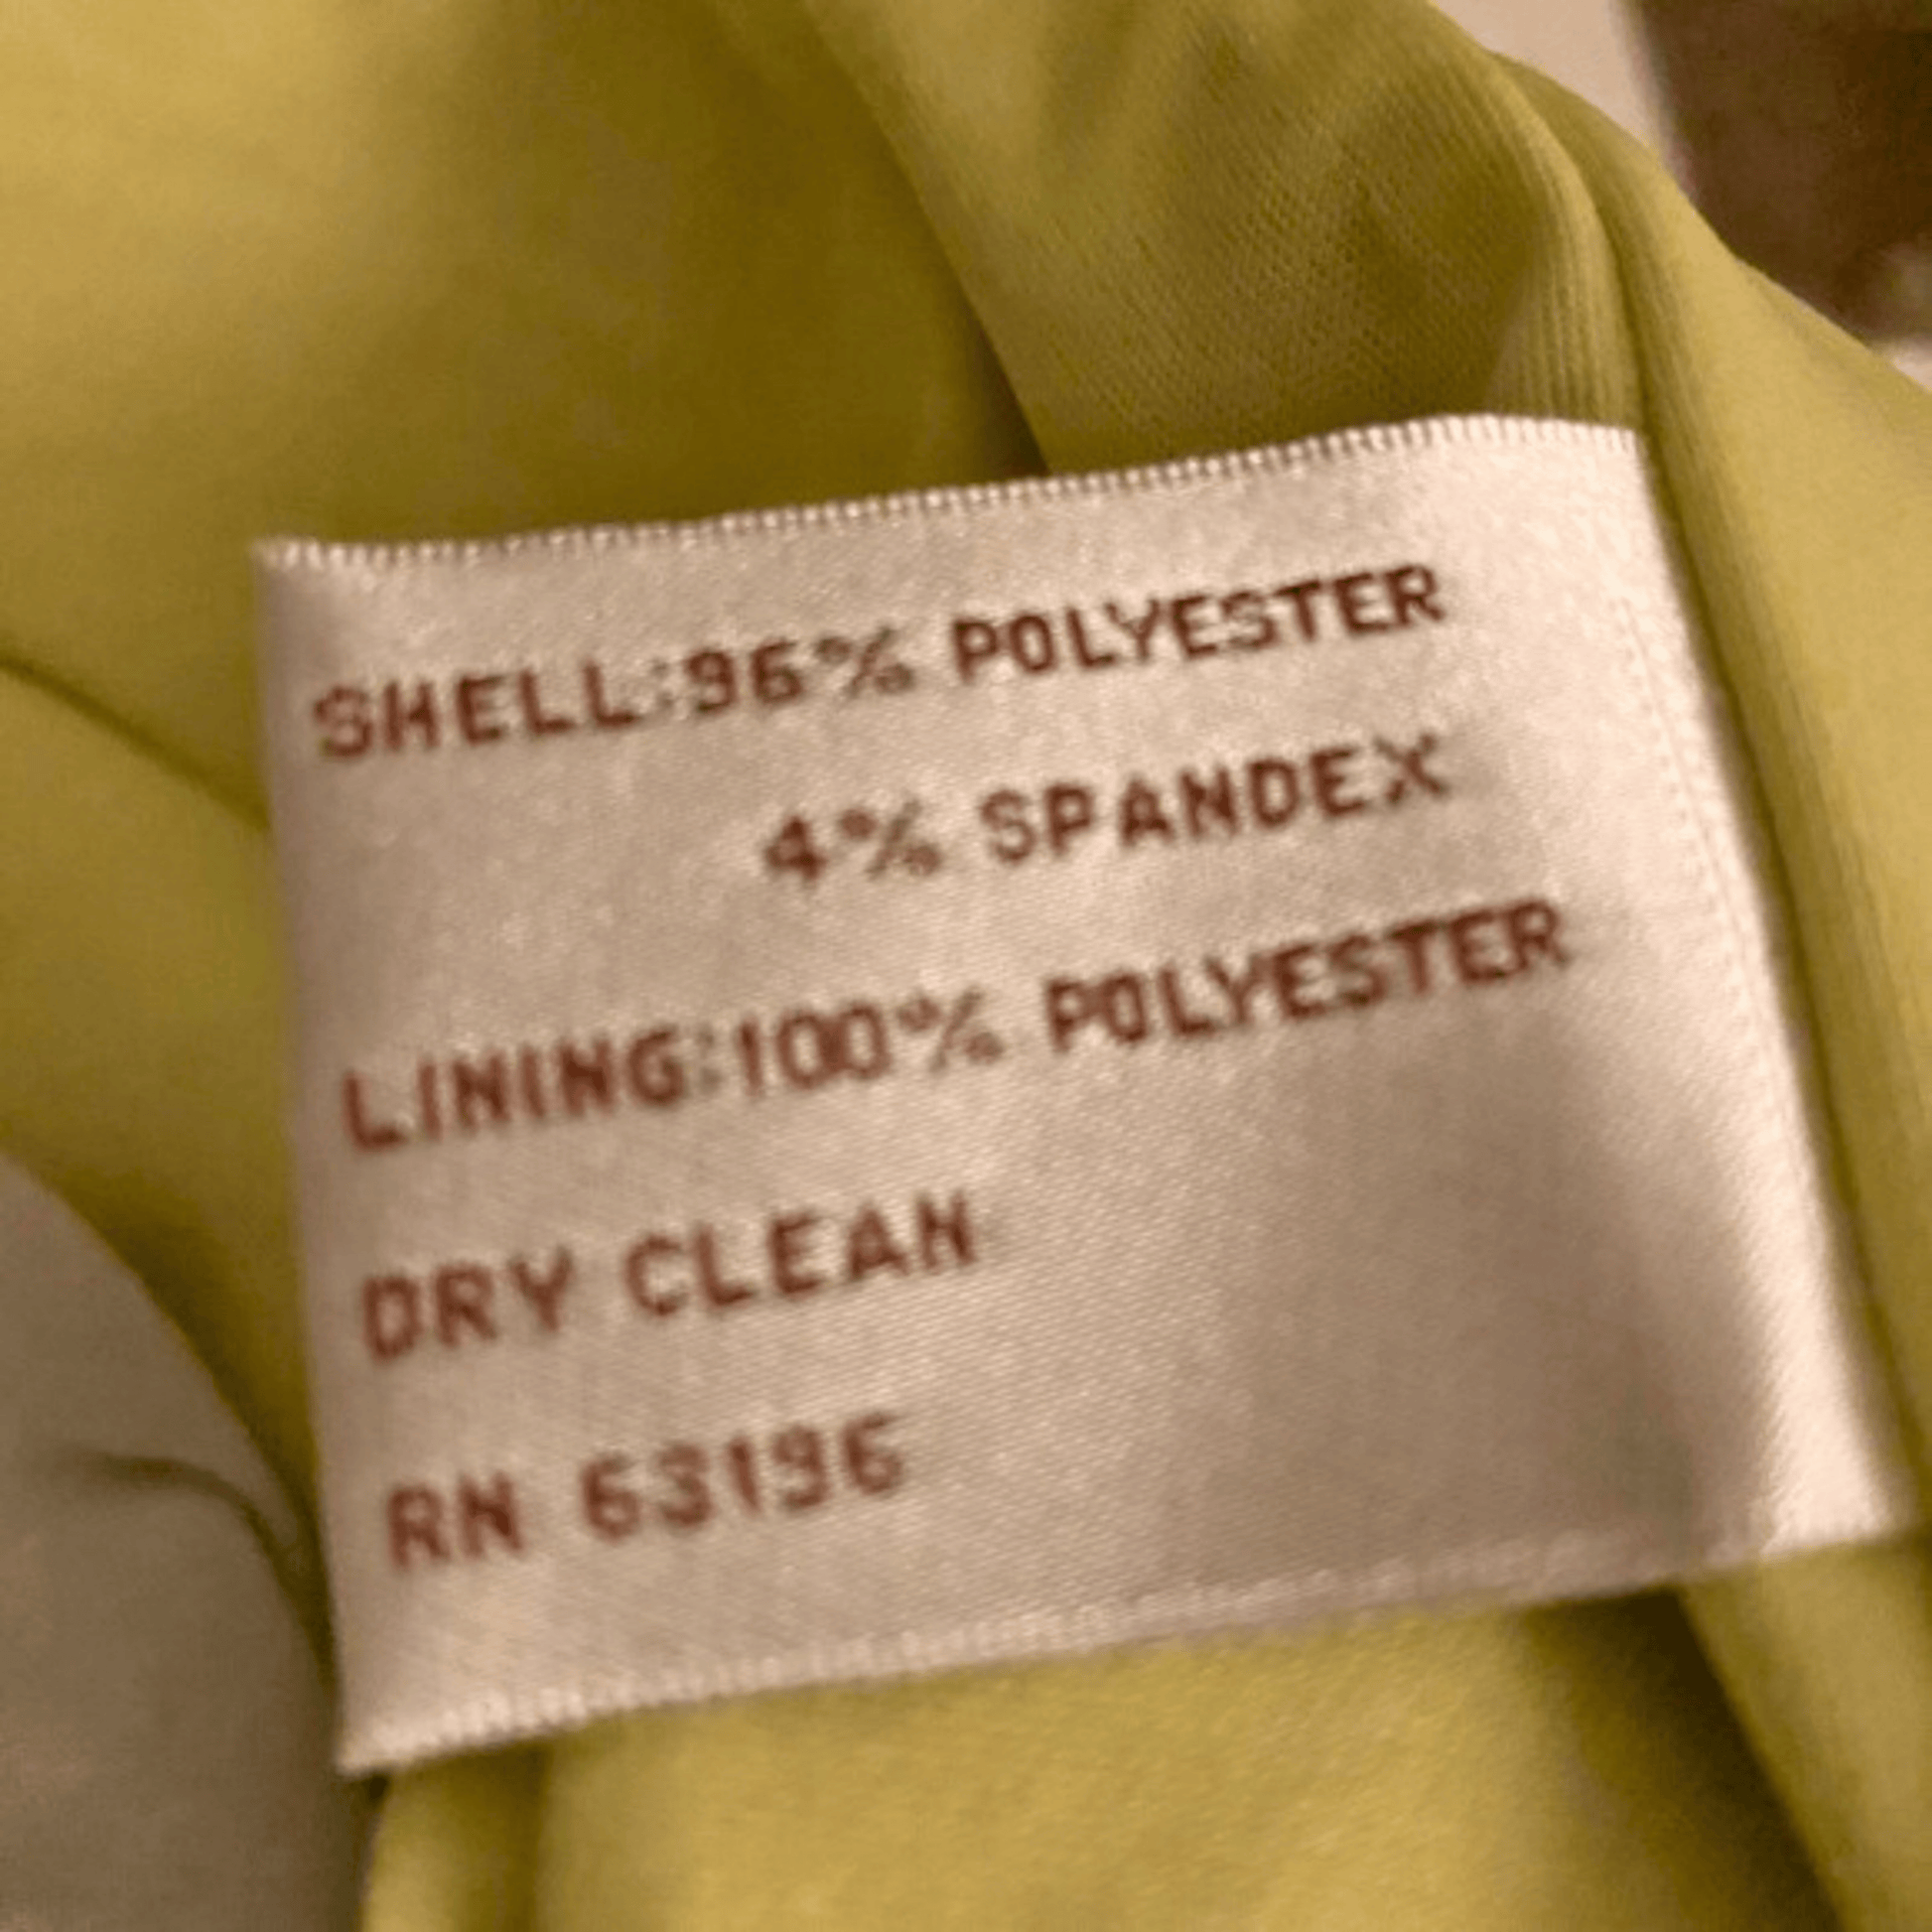 SHELL:96% POLYESTER
4% SPANDEX
LINING:100% POLYESTER
DRY CLEAN
RN 63196